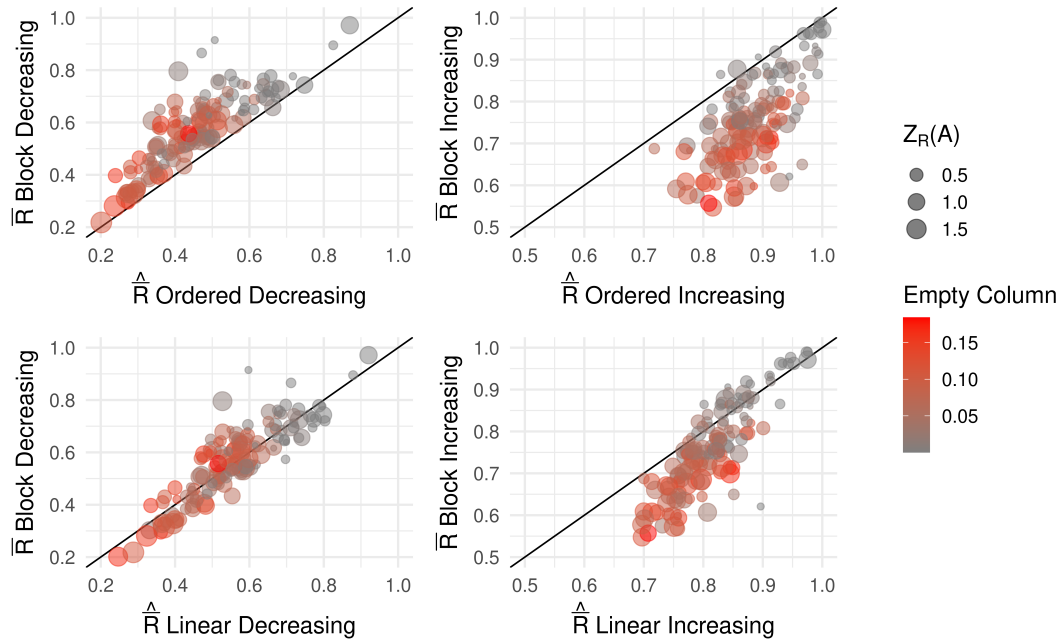 R̅ Block Decreasing
1.0
0.8
0.6
0.4
0.2
0.2 0.4 0.6 0.8 1.0
R̅̂ Ordered Decreasing
R̅ Block Increasing
1.0
0.9
0.8
0.7
0.6
0.5
0.5 0.6 0.7 0.8 0.9 1.0
R̅̂ Ordered Increasing
R̅ Block Decreasing
1.0
0.8
0.6
0.4
0.2
0.2 0.4 0.6 0.8 1.0
R̅̂ Linear Decreasing
R̅ Block Increasing
1.0
0.9
0.8
0.7
0.6
0.5
0.5 0.6 0.7 0.8 0.9 1.0
R̅̂ Linear Increasing
Z_R(A)
0.5
1.0
1.5
Empty Column
0.15
0.10
0.05